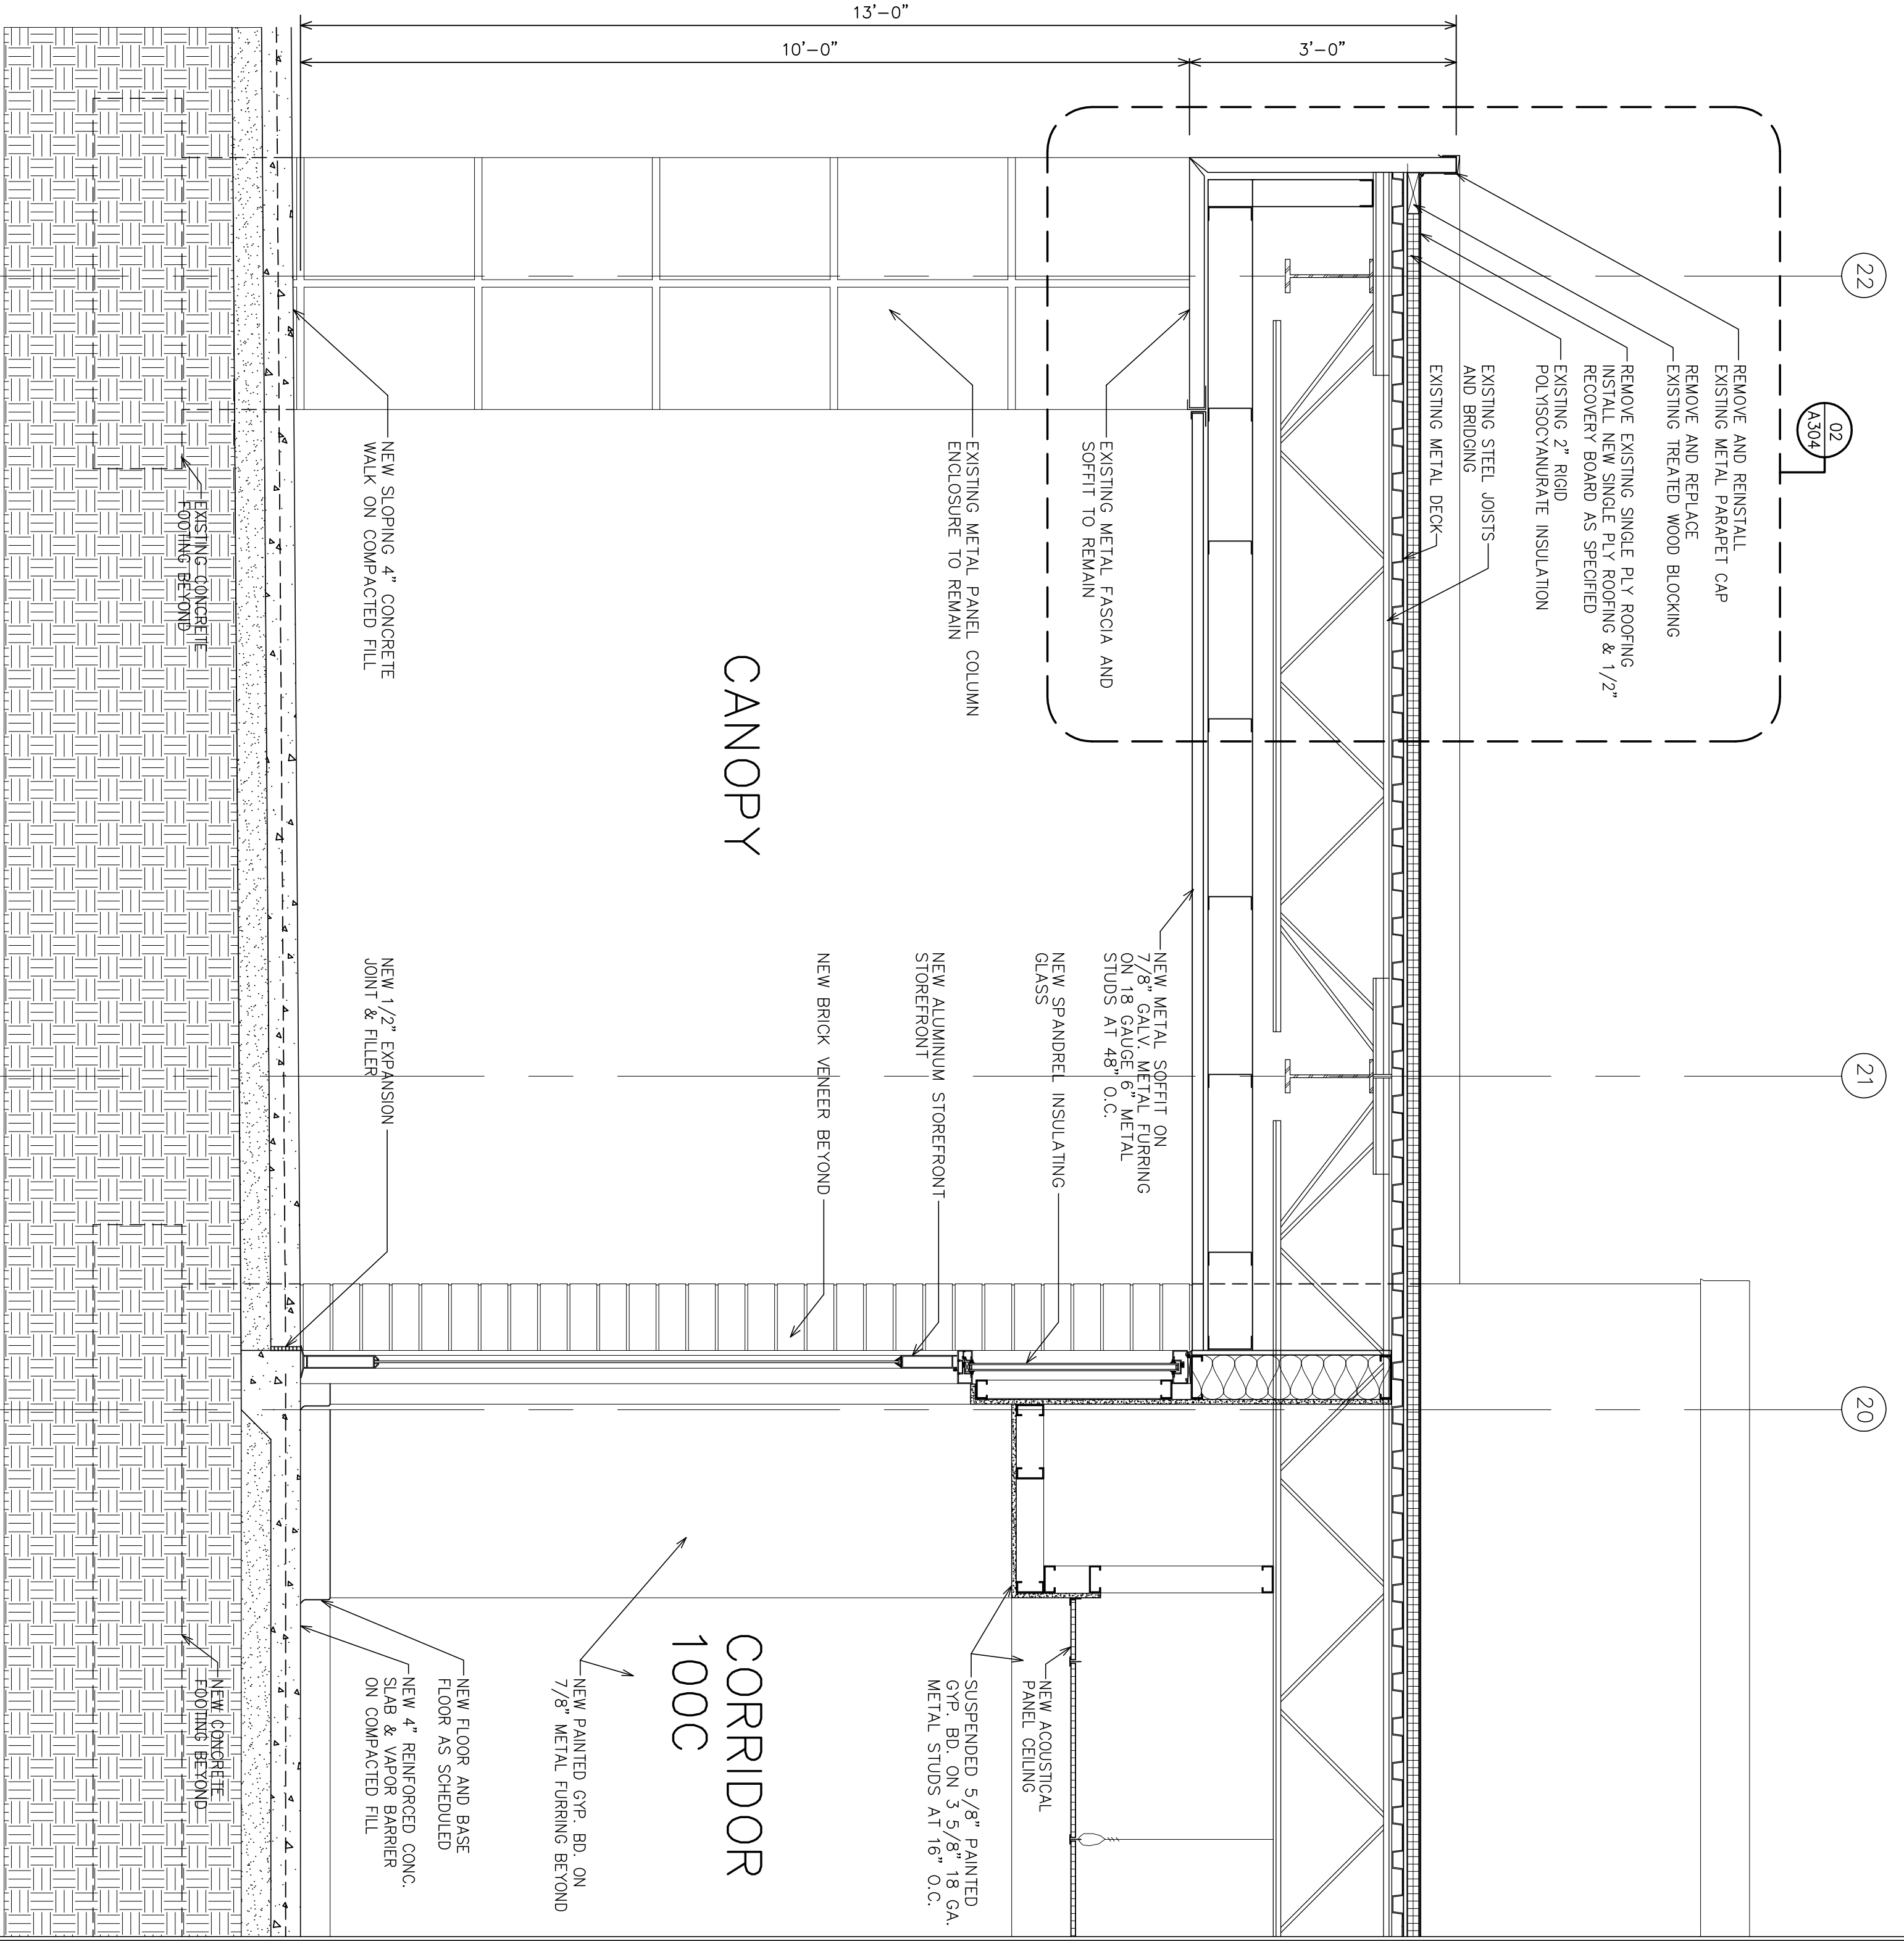 22
21
20
02
A304
13'-0"
10'-0"
3'-0"
REMOVE AND REINSTALL
EXISTING METAL PARAPET CAP
REMOVE AND REPLACE
EXISTING TREATED WOOD BLOCKING
REMOVE EXISTING SINGLE PLY ROOFING
INSTALL NEW SINGLE PLY ROOFING & 1/2"
RECOVERY BOARD AS SPECIFIED
EXISTING 2" RIGID
POLYISOCYANURATE INSULATION
EXISTING STEEL JOISTS
AND BRIDGING
EXISTING METAL DECK
EXISTING METAL FASCIA AND
SOFFIT TO REMAIN
EXISTING METAL PANEL COLUMN
ENCLOSURE TO REMAIN
CANOPY
NEW SLOPING 4" CONCRETE
WALK ON COMPACTED FILL
EXISTING CONCRETE
FOOTING BEYOND
NEW METAL SOFFIT ON
7/8" GALV. METAL FURRING
ON 18 GAUGE 6" METAL
STUDS AT 48" O.C.
NEW SPANDREL INSULATING
GLASS
NEW ALUMINUM STOREFRONT
STOREFRONT
NEW BRICK VENEER BEYOND
NEW 1/2" EXPANSION
JOINT & FILLER
NEW ACOUSTICAL
PANEL CEILING
SUSPENDED 5/8" PAINTED
GYP. BD. ON 3 5/8" 18 GA.
METAL STUDS AT 16" O.C.
CORRIDOR
100C
NEW PAINTED GYP. BD. ON
7/8" METAL FURRING BEYOND
NEW FLOOR AND BASE
FLOOR AS SCHEDULED
NEW 4" REINFORCED CONC.
SLAB & VAPOR BARRIER
ON COMPACTED FILL
NEW CONCRETE
FOOTING BEYOND